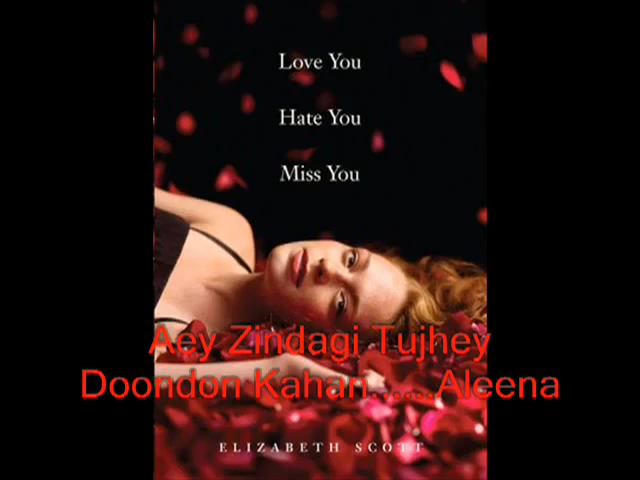 Love You
Hate You
Miss You
Aey Zindagi Tujhey
Doondon Kahan......Aleena
ELIZABETH SCOTT